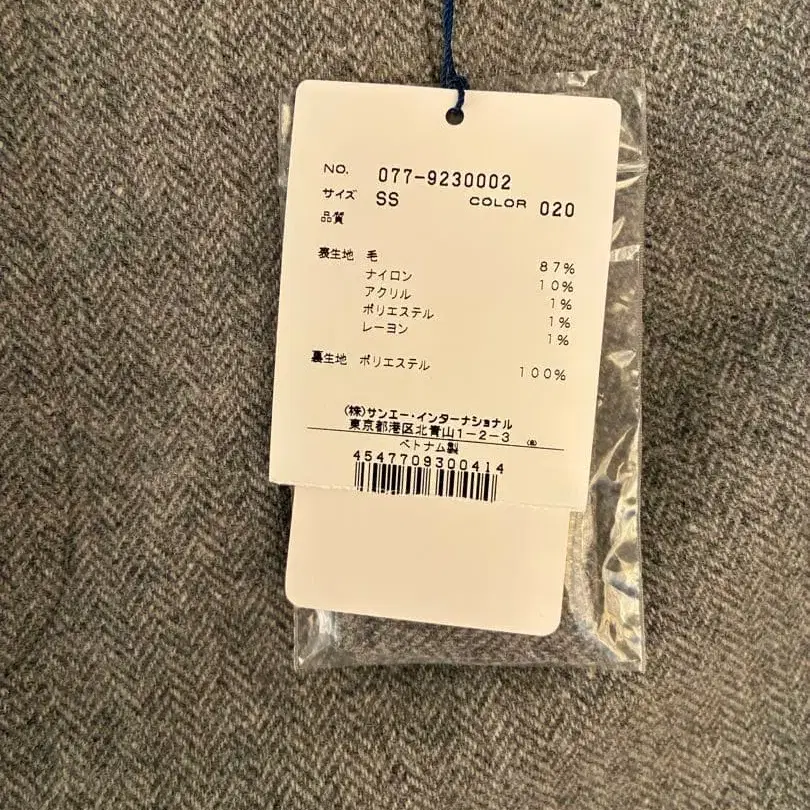 NO. 077-9230002
サイズ SS COLOR 020
品質
表生地 毛 87%
ナイロン 10%
アクリル 1%
ポリエステル 1%
レーヨン 1%
裏生地 ポリエステル 100%
(株)サンエー・インターナショナル
東京都港区北青山1-2-3
ベトナム製
4547709300414